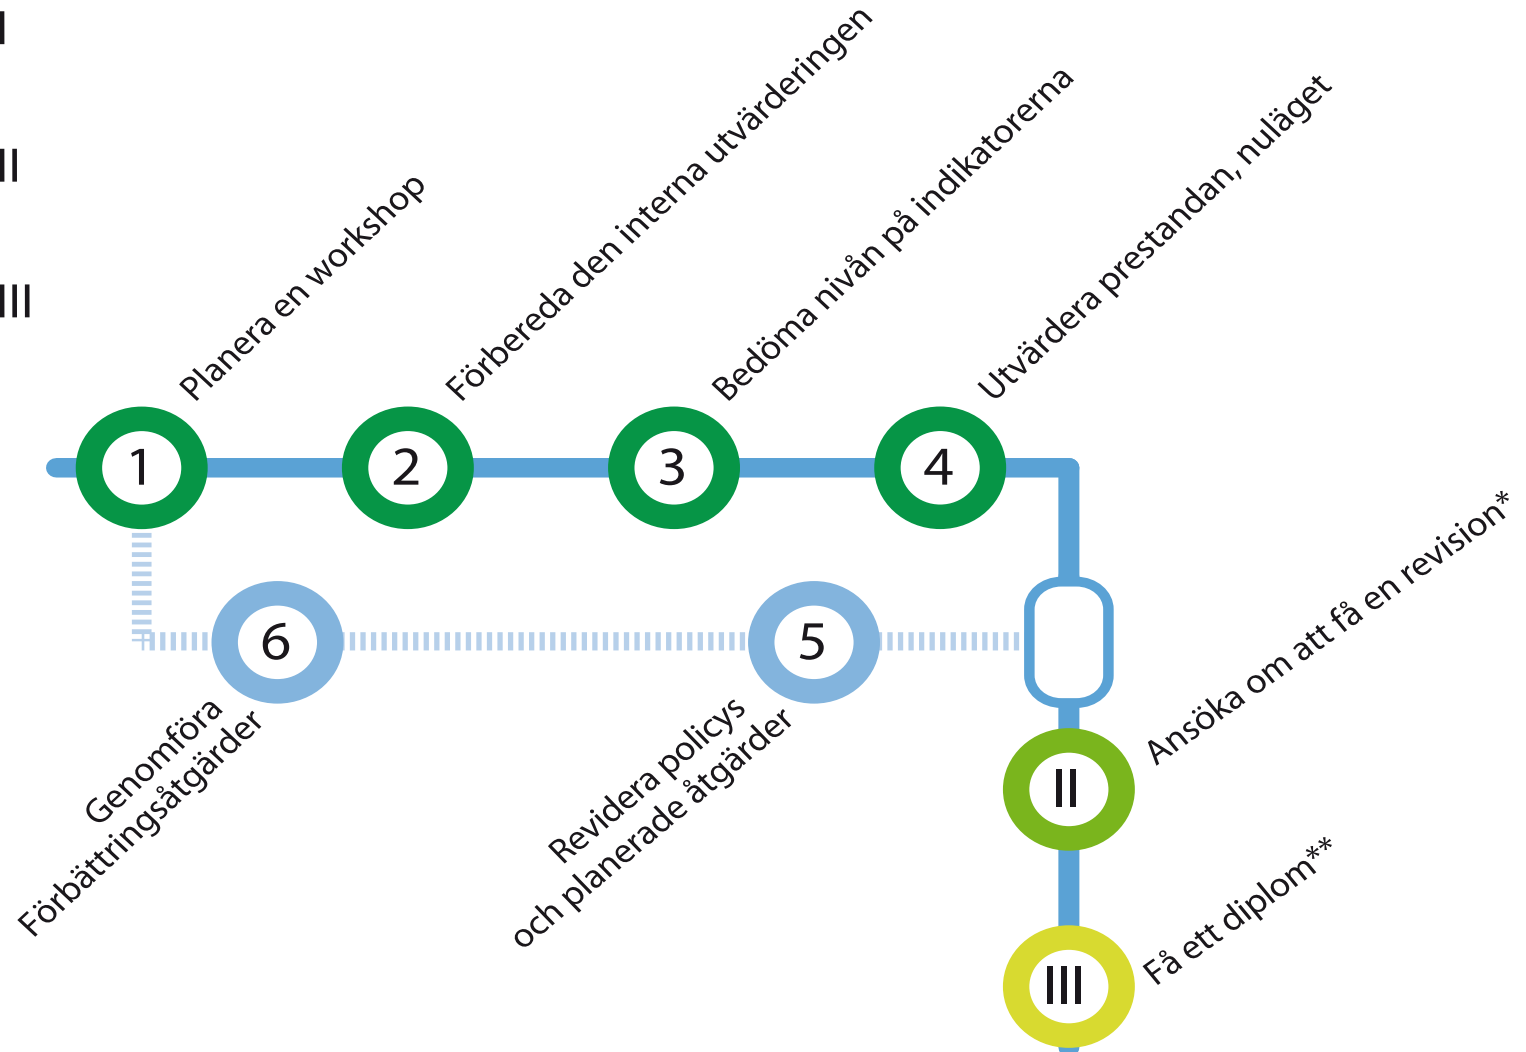 I
II
III
Planera en workshop
Förbereda den interna utvärderingen
Bedöma nivån på indikatorerna
Utvärdera prestandan, nuläget
1
2
3
4
6
5
Genomföra
Förbättringsåtgärder
Revidera policys
och planerade åtgärder
Ansöka om att få en revision*
II
Få ett diplom**
III